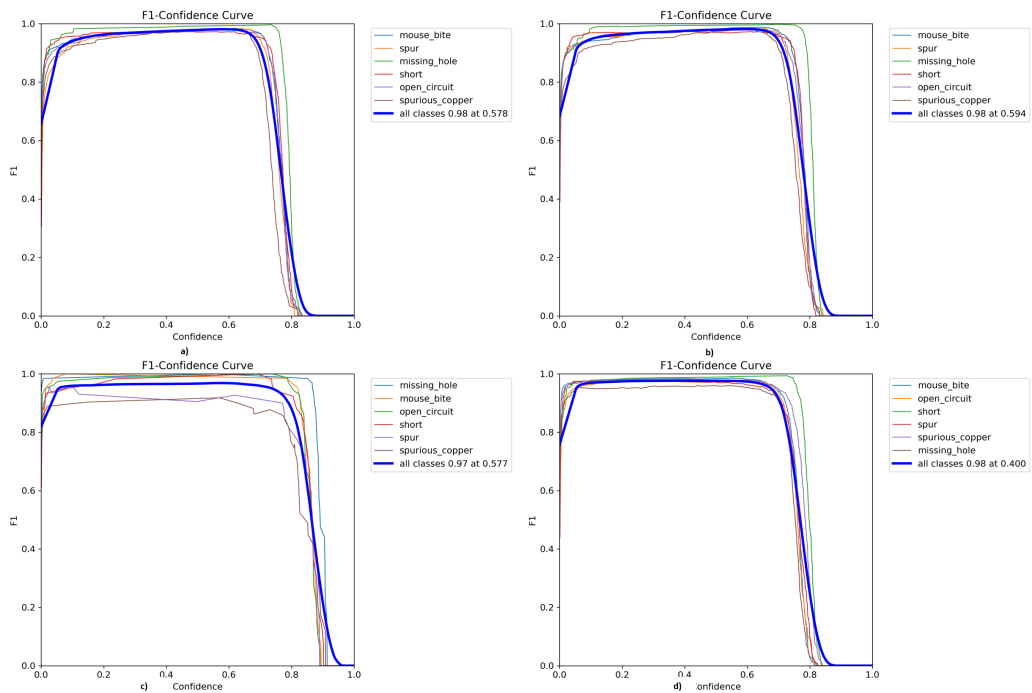 F1-Confidence Curve
1.0
0.8
0.6
0.4
0.2
0.0
F1
0.0 0.2 0.4 0.6 0.8 1.0
Confidence
a)
mouse_bite
spur
missing_hole
short
open_circuit
spurious_copper
all classes 0.98 at 0.578
F1-Confidence Curve
1.0
0.8
0.6
0.4
0.2
0.0
F1
0.0 0.2 0.4 0.6 0.8 1.0
Confidence
b)
mouse_bite
spur
missing_hole
short
open_circuit
spurious_copper
all classes 0.98 at 0.594
F1-Confidence Curve
1.0
0.8
0.6
0.4
0.2
0.0
F1
0.0 0.2 0.4 0.6 0.8 1.0
c) Confidence
missing_hole
mouse_bite
open_circuit
short
spur
spurious_copper
all classes 0.97 at 0.577
F1-Confidence Curve
1.0
0.8
0.6
0.4
0.2
0.0
F1
0.0 0.2 0.4 0.6 0.8 1.0
d) Confidence
mouse_bite
open_circuit
short
spur
spurious_copper
missing_hole
all classes 0.98 at 0.400